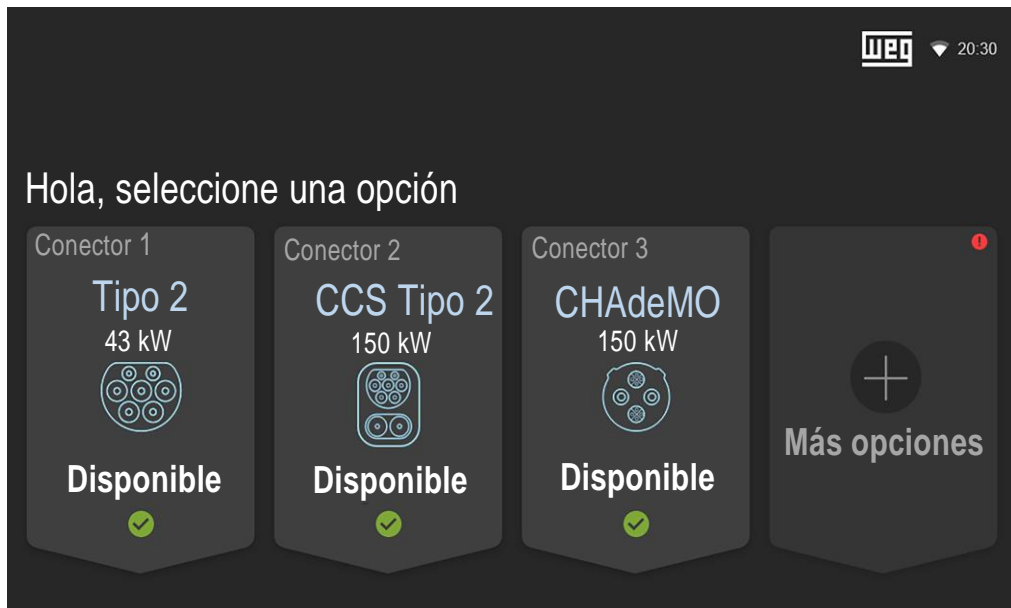 weg 20:30
Hola, seleccione una opción
Conector 1
Tipo 2
43 kW
Disponible
Conector 2
CCS Tipo 2
150 kW
Disponible
Conector 3
CHAdeMO
150 kW
Disponible
!
Más opciones